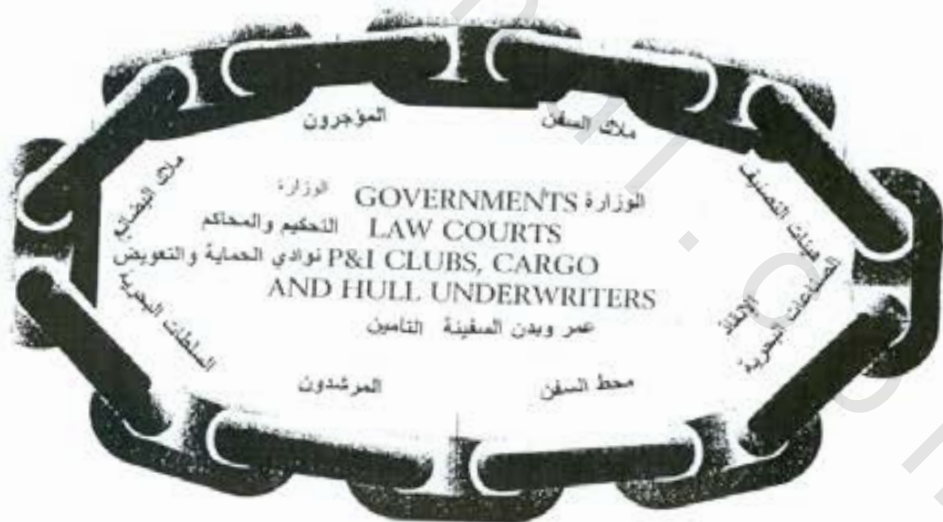 المؤجرون
ملاك السفن
ملاك البضائع
هيئات التصنيف
الوزارة GOVERNMENTS الوزارة
LAW COURTS التحكيم والمحاكم
P&I CLUBS, CARGO نوادي الحماية والتعويض
AND HULL UNDERWRITERS
عمر وبدن السفينة التأمين
السلطات البحرية
الإنقاذ
الصناعات البحرية
المرشدون
محط السفن